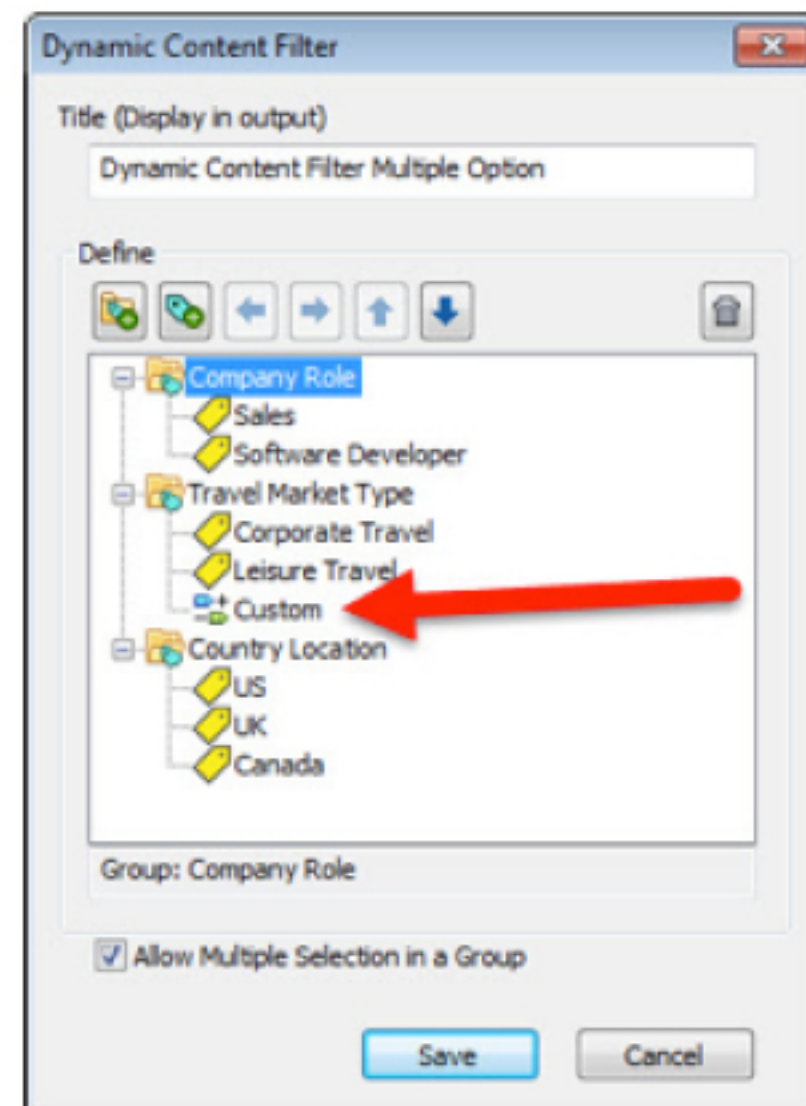 Dynamic Content Filter
Title (Display in output)
Dynamic Content Filter Multiple Option
Define
Company Role
Sales
Software Developer
Travel Market Type
Corporate Travel
Leisure Travel
Custom
Country Location
US
UK
Canada
Group: Company Role
Allow Multiple Selection in a Group
Save Cancel